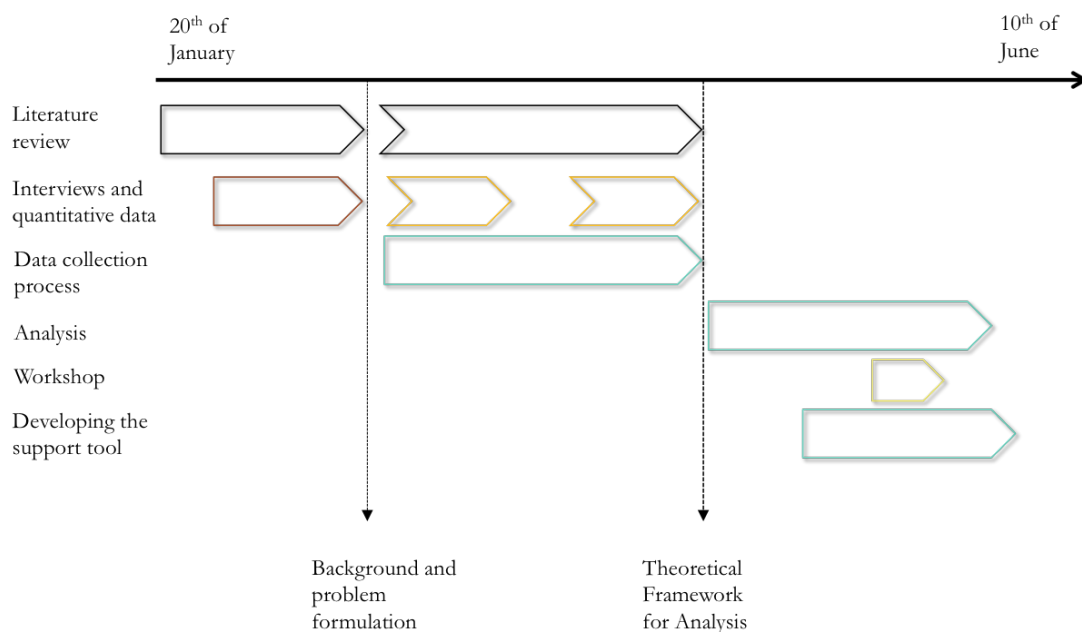 20th of
January
10th of
June
Literature
review
Interviews and
quantitative data
Data collection
process
Analysis
Workshop
Developing the
support tool
Background and
problem
formulation
Theoretical
Framework
for Analysis